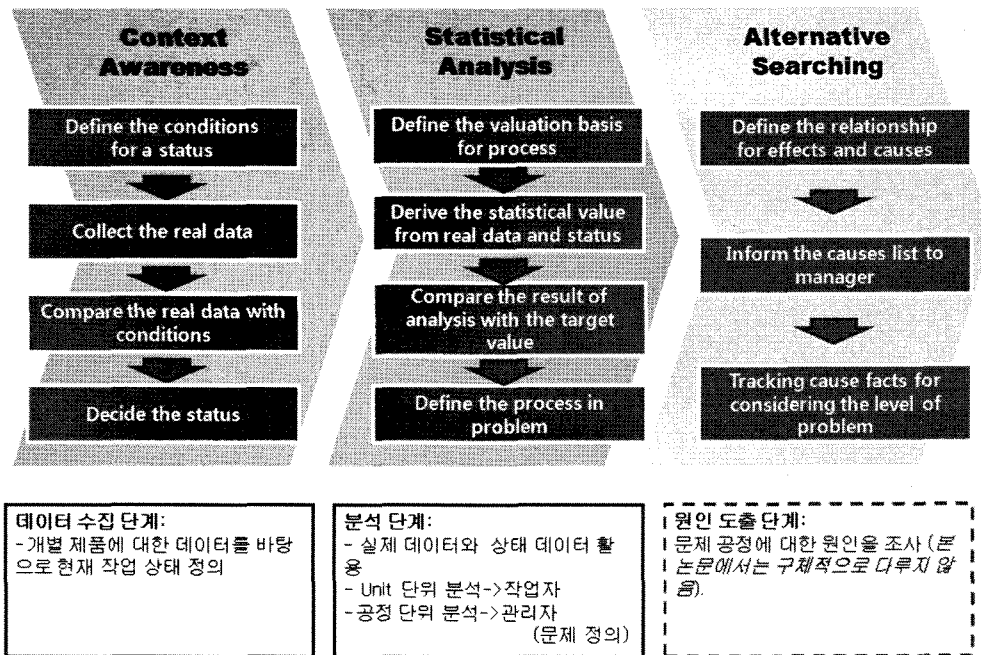 Context
Awareness
Define the conditions
for a status
Collect the real data
Compare the real data with
conditions
Decide the status
Statistical
Analysis
Define the valuation basis
for process
Derive the statistical value
from real data and status
Compare the result of
analysis with the target
value
Define the process in
problem
Alternative
Searching
Define the relationship
for effects and causes
Inform the causes list to
manager
Tracking cause facts for
considering the level of
problem
데이터 수집 단계:
-개별 제품에 대한 데이터를 바탕
으로 현재 작업 상태 정의
분석 단계:
- 실제 데이터와 상태 데이터 활
용
- Unit 단위 분석->작업자
-공정 단위 분석->관리자
(문제 정의)
원인 도출 단계:
문제 공정에 대한 원인을 조사 (본
논문에서는 구체적으로 다루지 않
음).